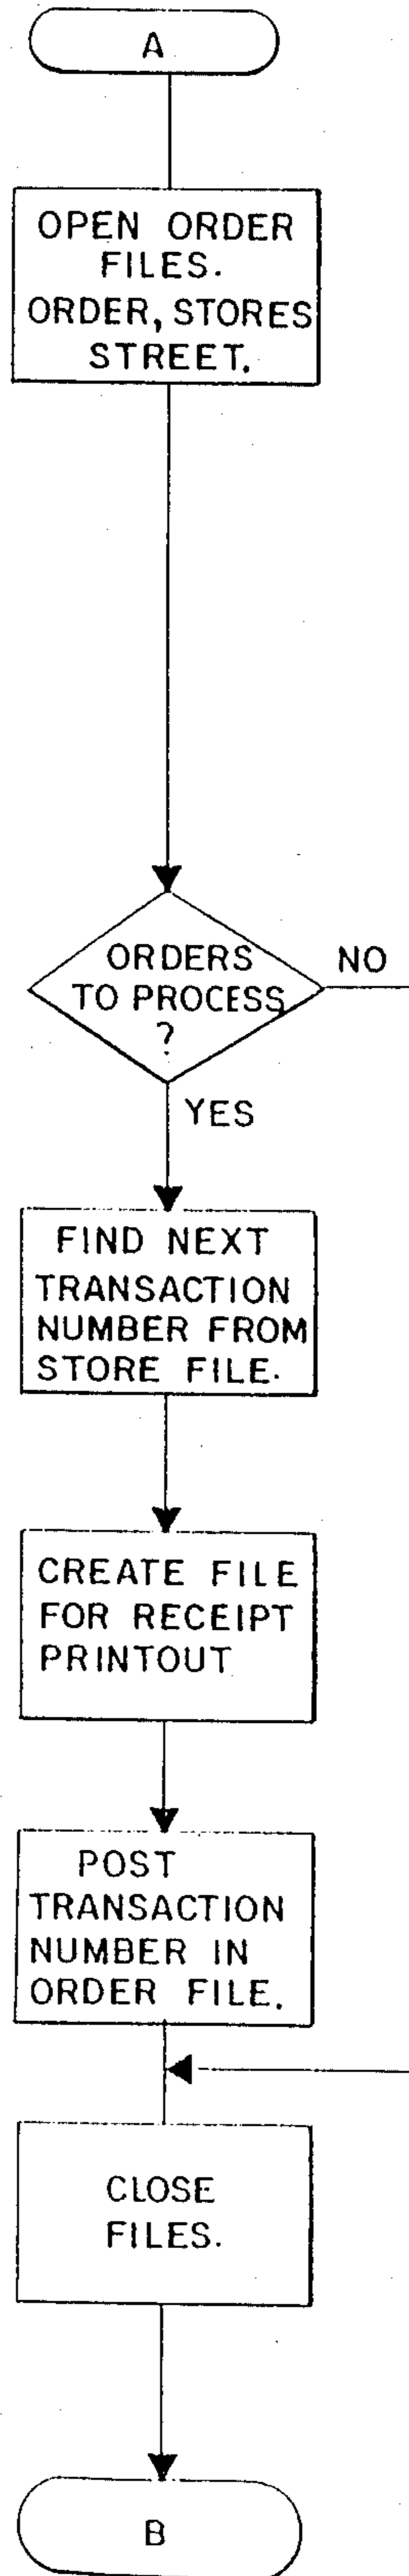 A
OPEN ORDER
FILES.
ORDER, STORES
STREET.
ORDERS
TO PROCESS
?
NO
YES
FIND NEXT
TRANSACTION
NUMBER FROM
STORE FILE.
CREATE FILE
FOR RECEIPT
PRINTOUT
POST
TRANSACTION
NUMBER IN
ORDER FILE.
CLOSE
FILES.
B